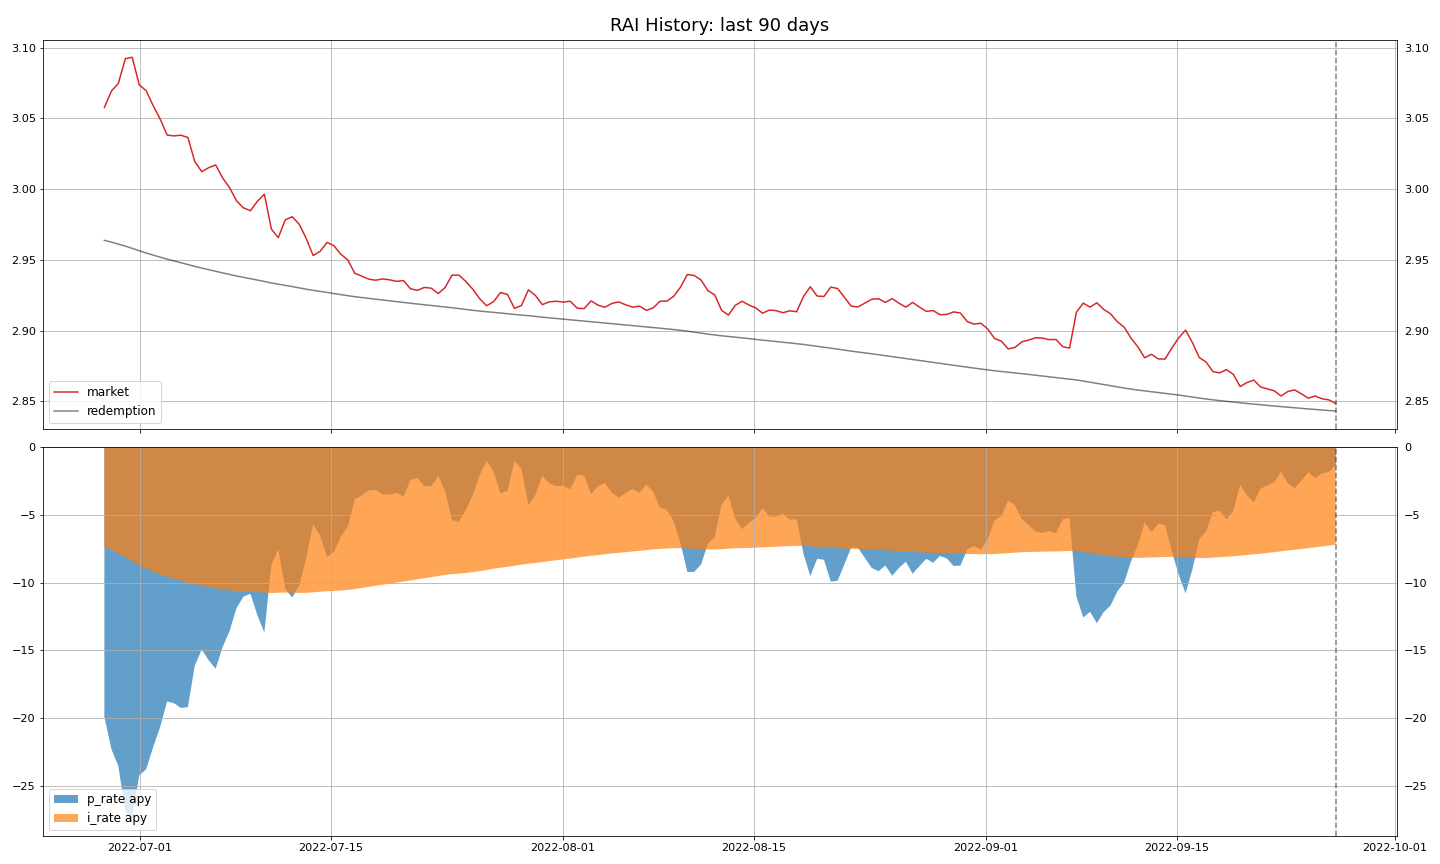 RAI History: last 90 days
3.10 3.10
3.05 3.05
3.00 3.00
2.95 2.95
2.90 2.90
2.85 2.85
market
redemption
0 0
−5 −5
−10 −10
−15 −15
−20 −20
−25 −25
p_rate apy
i_rate apy
2022-07-01 2022-07-15 2022-08-01 2022-08-15 2022-09-01 2022-09-15 2022-10-01